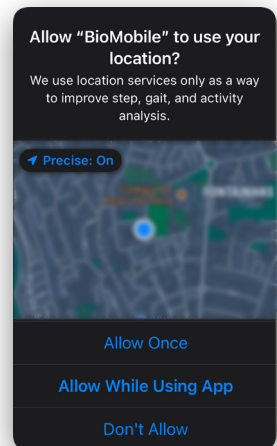 Allow “BioMobile” to use your
location?
We use location services only as a way
to improve step, gait, and activity
analysis.
Precise: On
Allow Once
Allow While Using App
Don't Allow